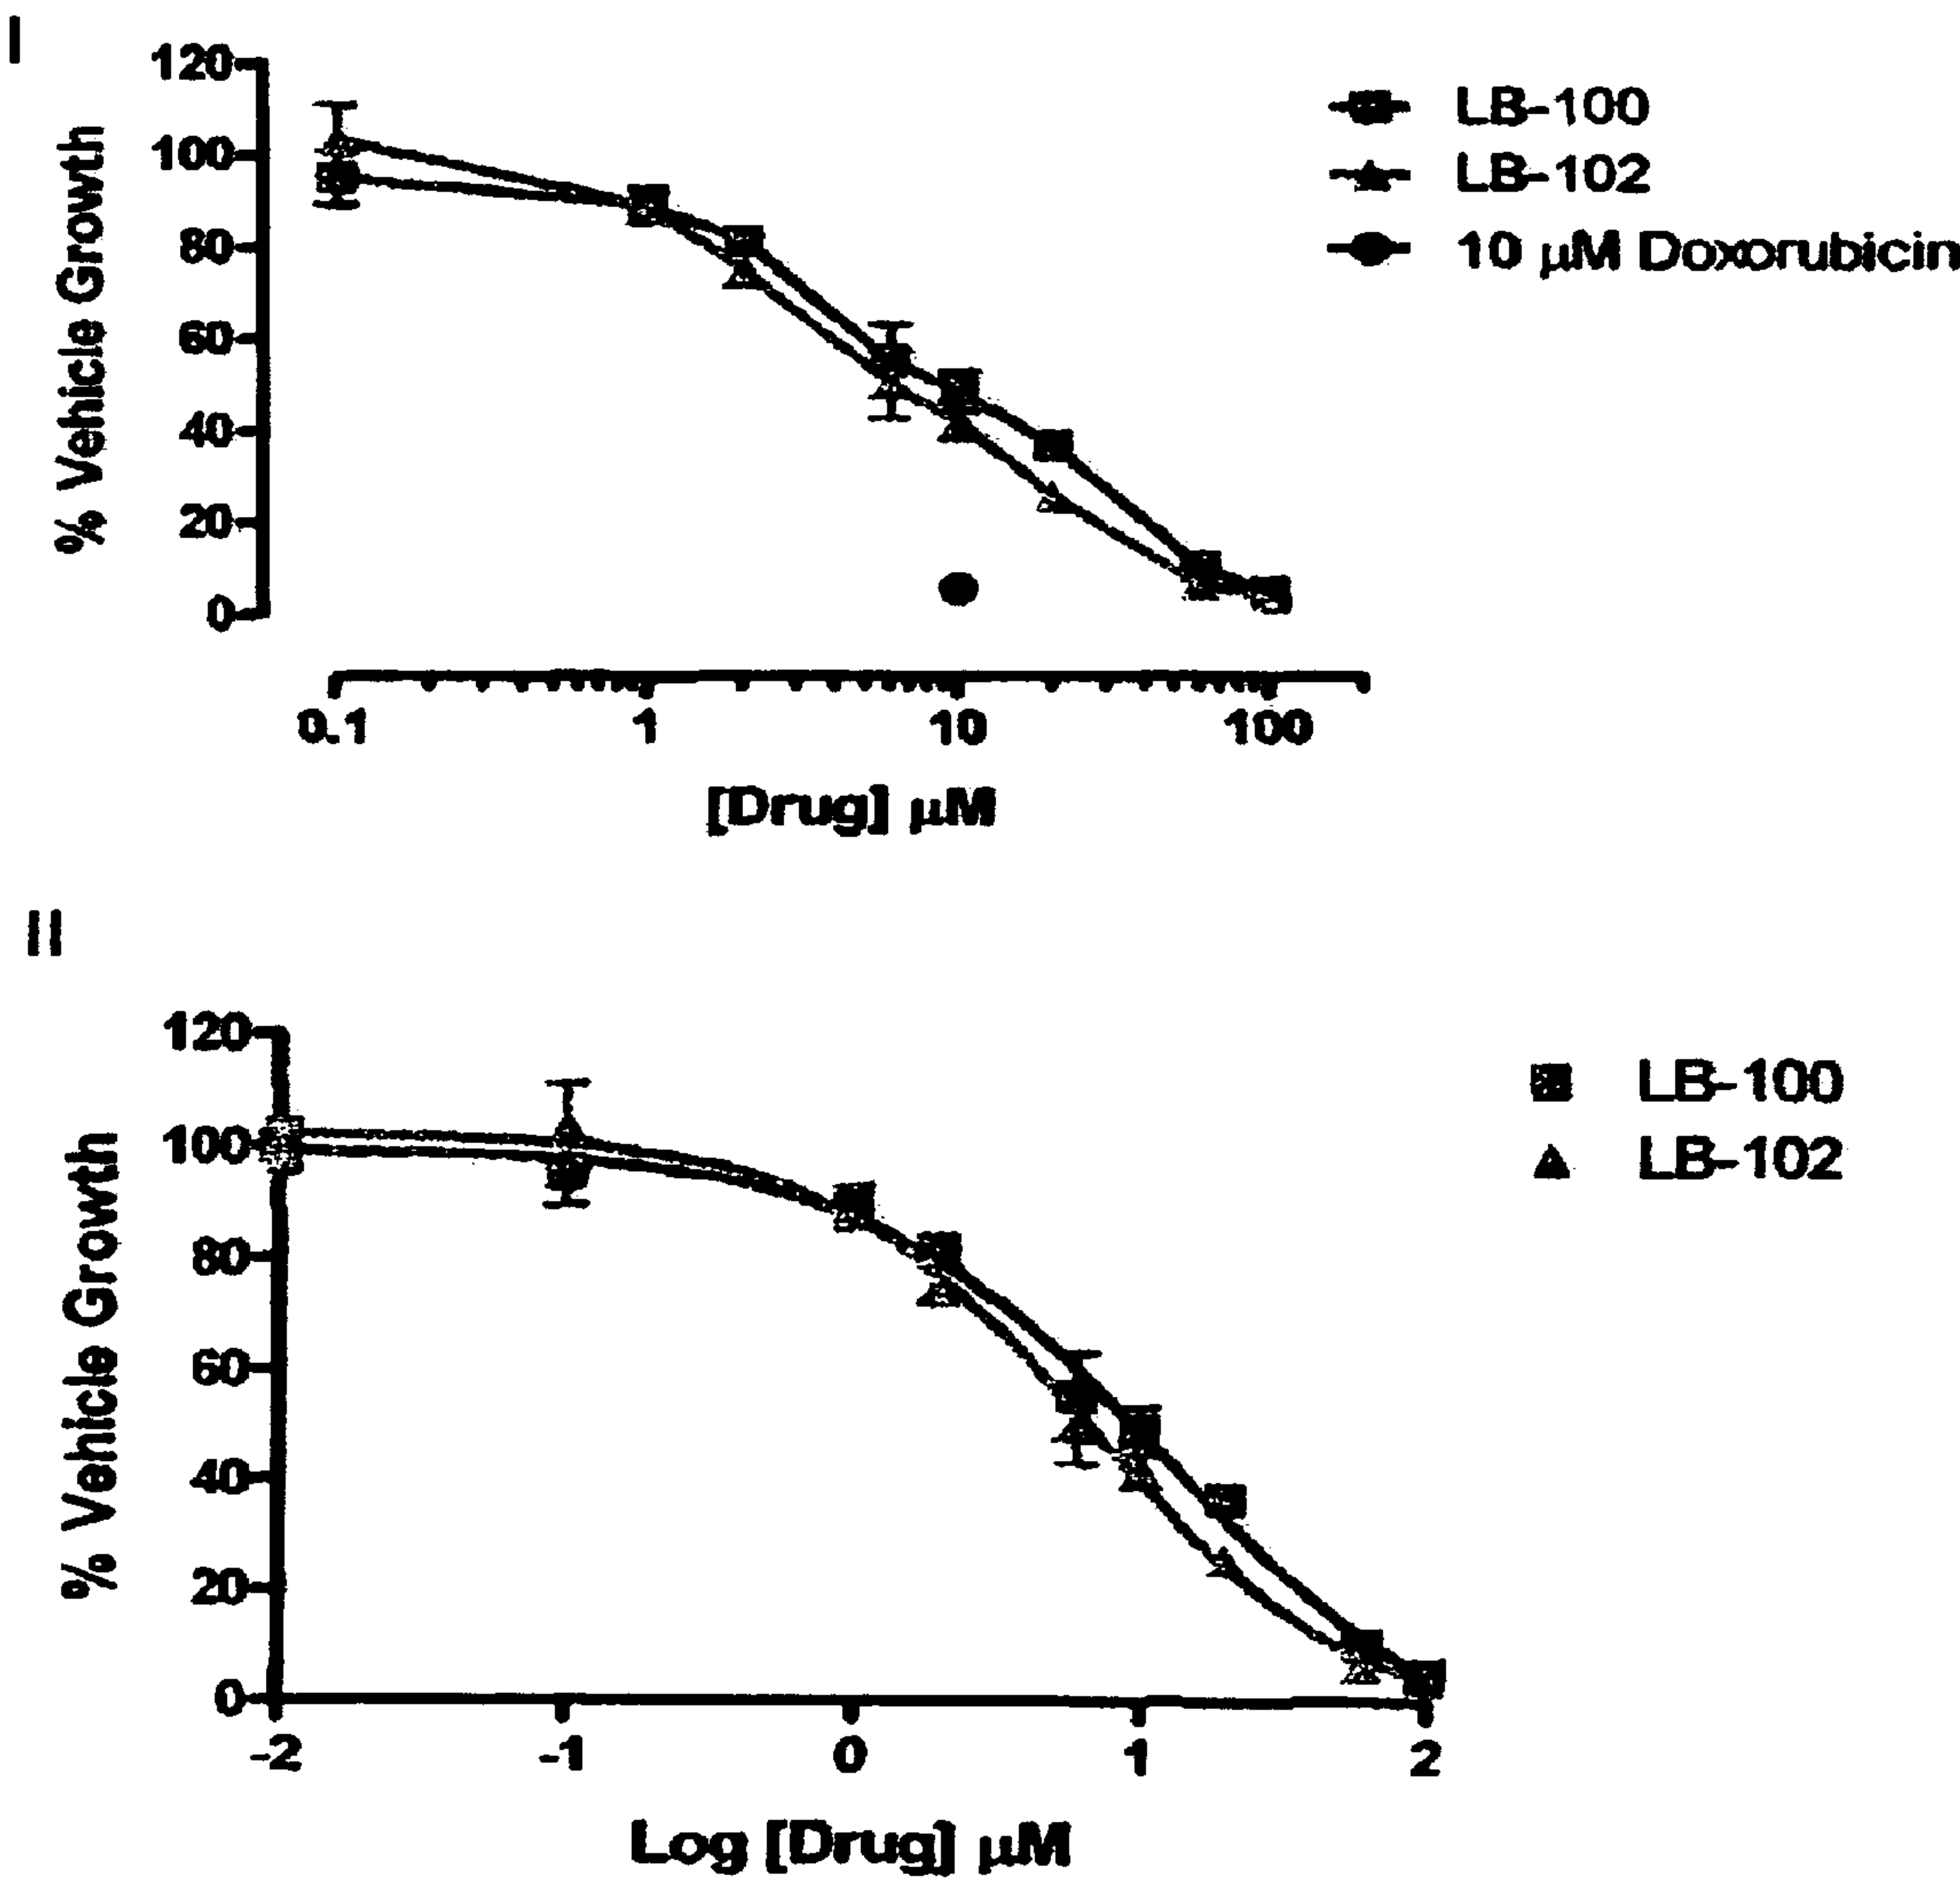 I
120
100
80
60
40
20
0
% Vehicle Growth
LB-100
LB-102
10 µM Doxorubicin
0.1 1 10 100
[Drug] µM
II
120
100
80
60
40
20
0
% Vehicle Growth
LB-100
LB-102
-2 -1 0 1 2
Log [Drug] µM